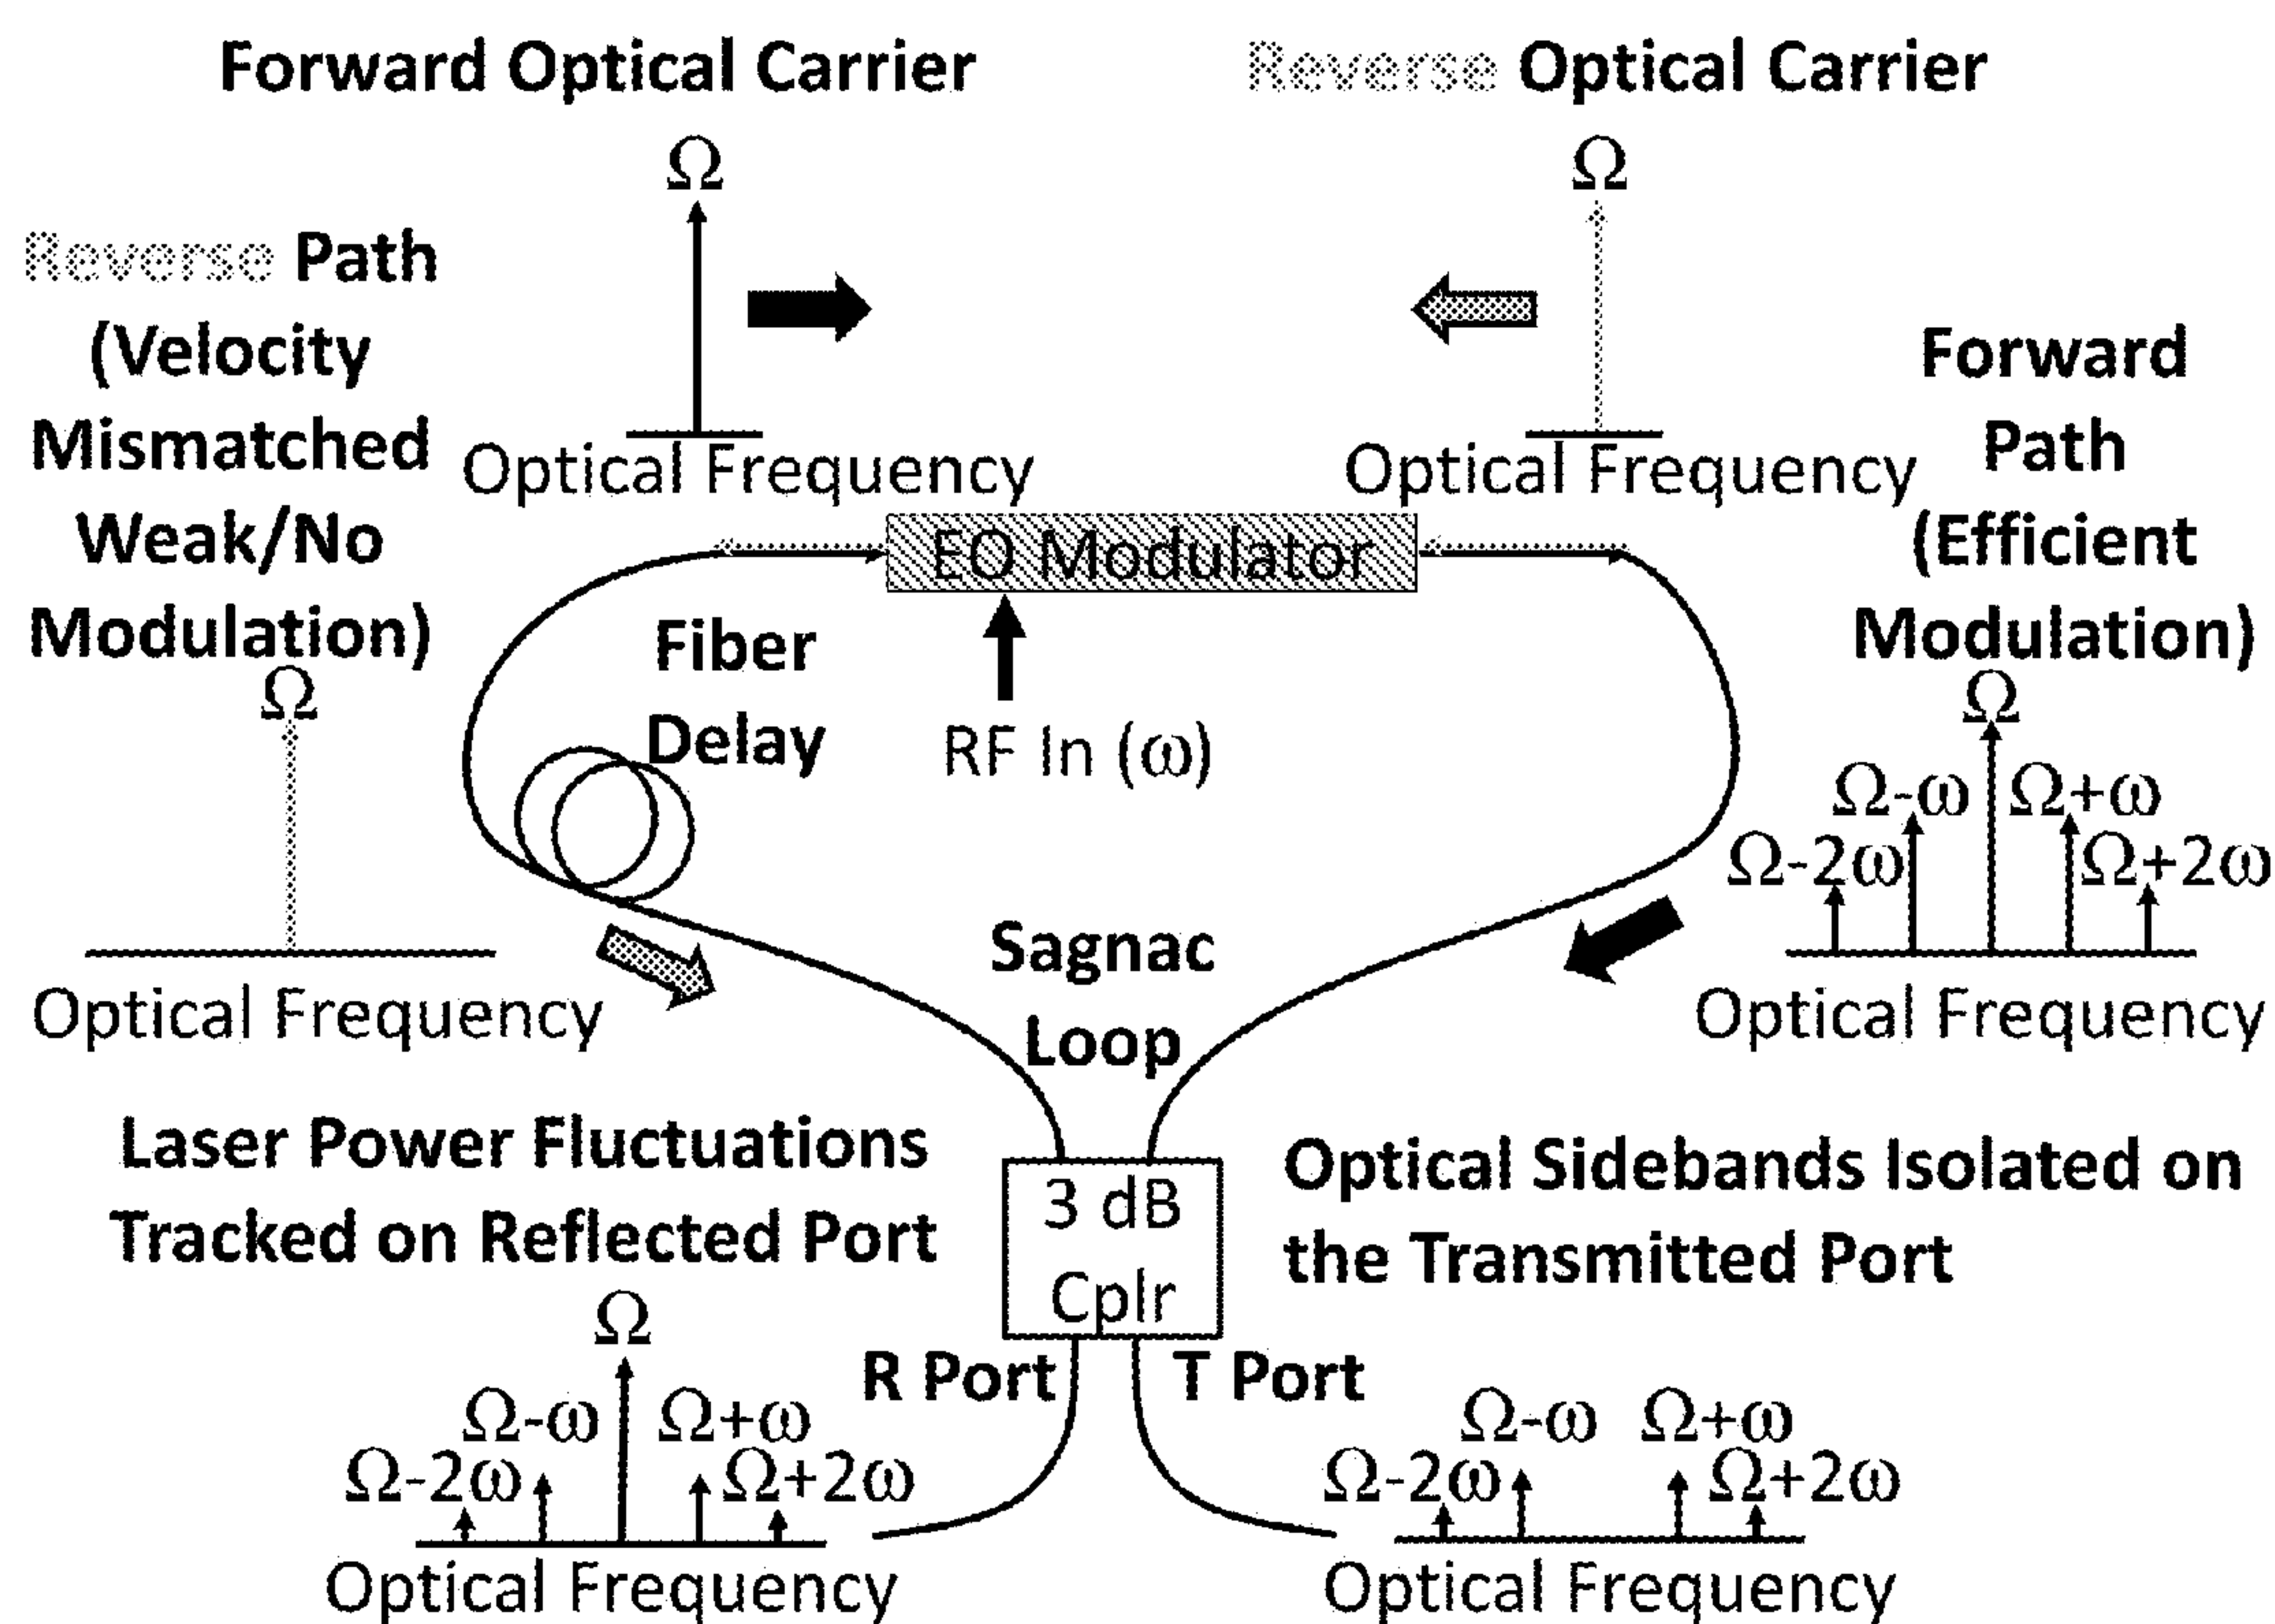 Forward Optical Carrier
Reverse Optical Carrier
Ω
Ω
Optical Frequency
Optical Frequency
Reverse Path
(Velocity
Mismatched
Weak/No
Modulation)
Forward
Path
(Efficient
Modulation)
EO Modulator
RF In (ω)
Fiber
Delay
Ω
Optical Frequency
Ω
Ω-ω Ω+ω
Ω-2ω Ω+2ω
Optical Frequency
Sagnac
Loop
Laser Power Fluctuations
Tracked on Reflected Port
3 dB
Cplr
Optical Sidebands Isolated on
the Transmitted Port
R Port
T Port
Ω
Ω-ω Ω+ω
Ω-2ω Ω+2ω
Optical Frequency
Ω-ω Ω+ω
Ω-2ω Ω+2ω
Optical Frequency